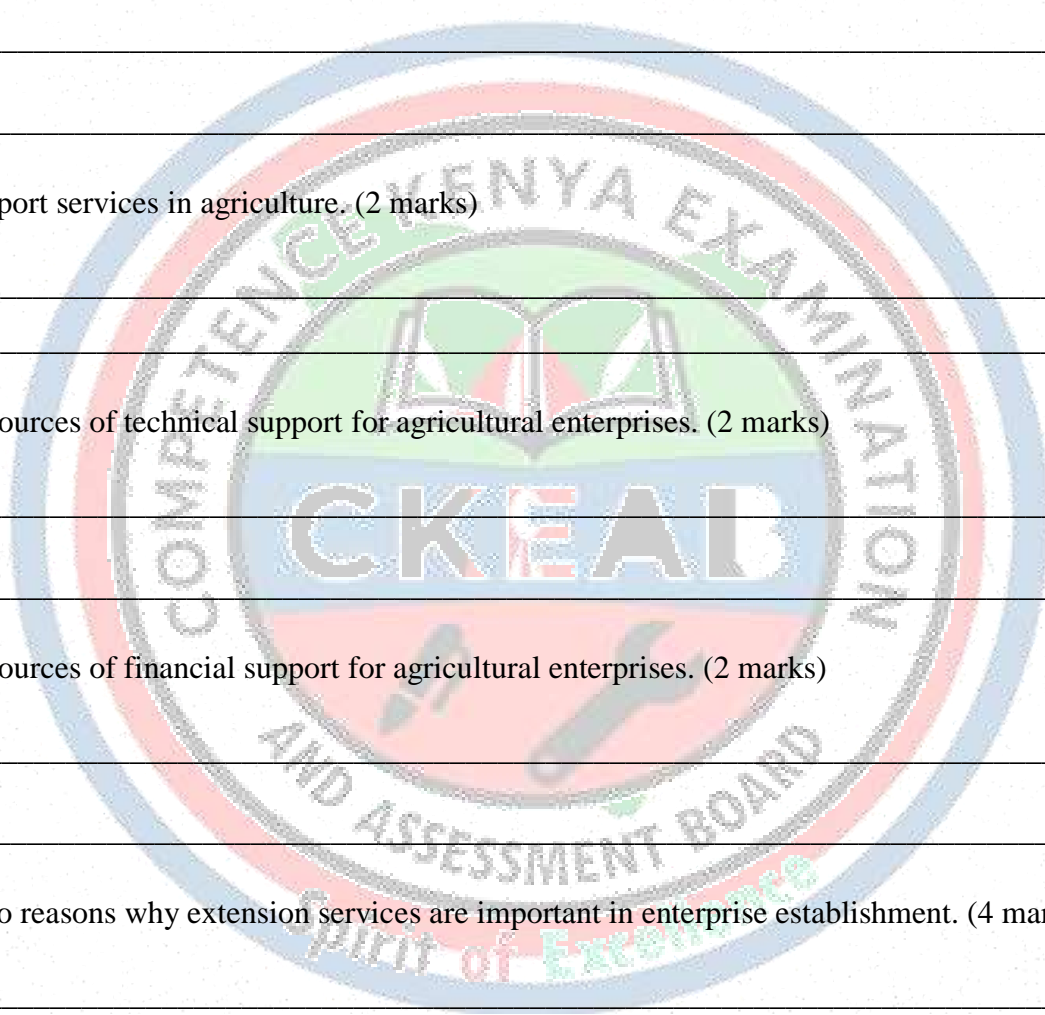 port services in agriculture. (2 marks)
ources of technical support for agricultural enterprises. (2 marks)
ources of financial support for agricultural enterprises. (2 marks)
o reasons why extension services are important in enterprise establishment. (4 mar
COMPETENCE KENYA EXAMINATION
AND ASSESSMENT BOARD
CKEAB
Spirit of Excellence